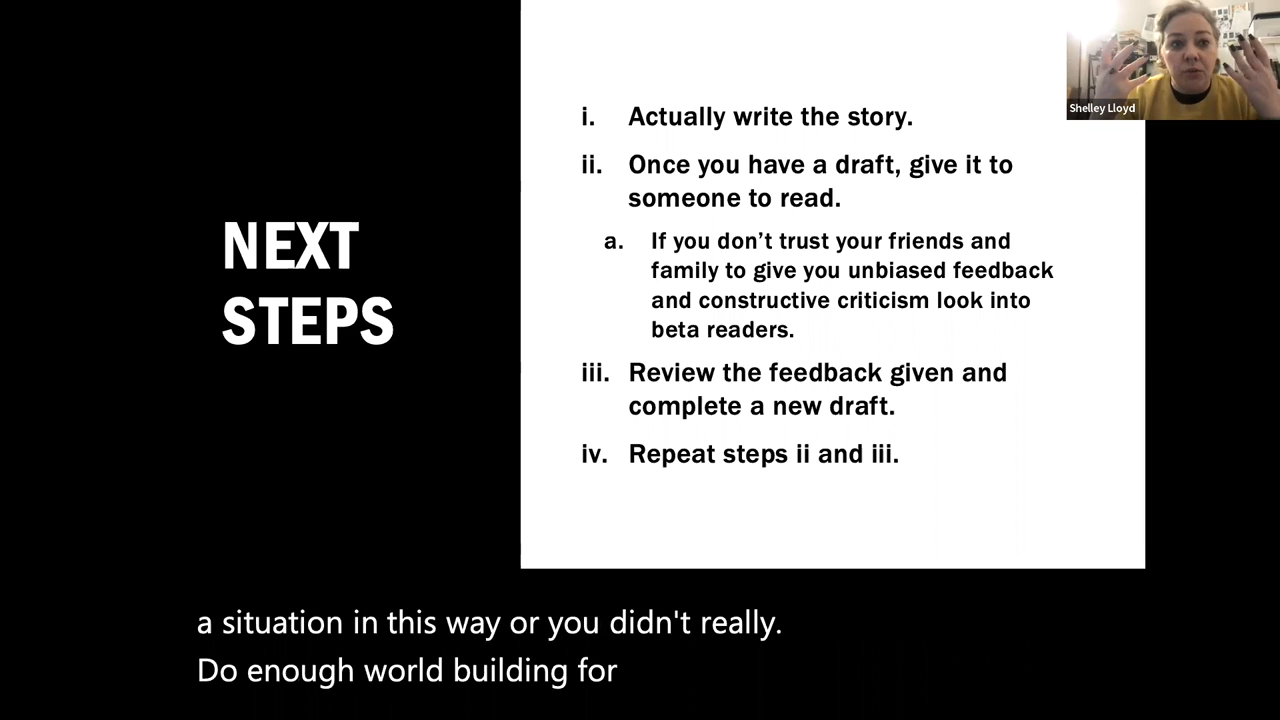 NEXT
STEPS
i. Actually write the story.
ii. Once you have a draft, give it to
someone to read.
a. If you don’t trust your friends and
family to give you unbiased feedback
and constructive criticism look into
beta readers.
iii. Review the feedback given and
complete a new draft.
iv. Repeat steps ii and iii.
Shelley Lloyd
a situation in this way or you didn't really.
Do enough world building for